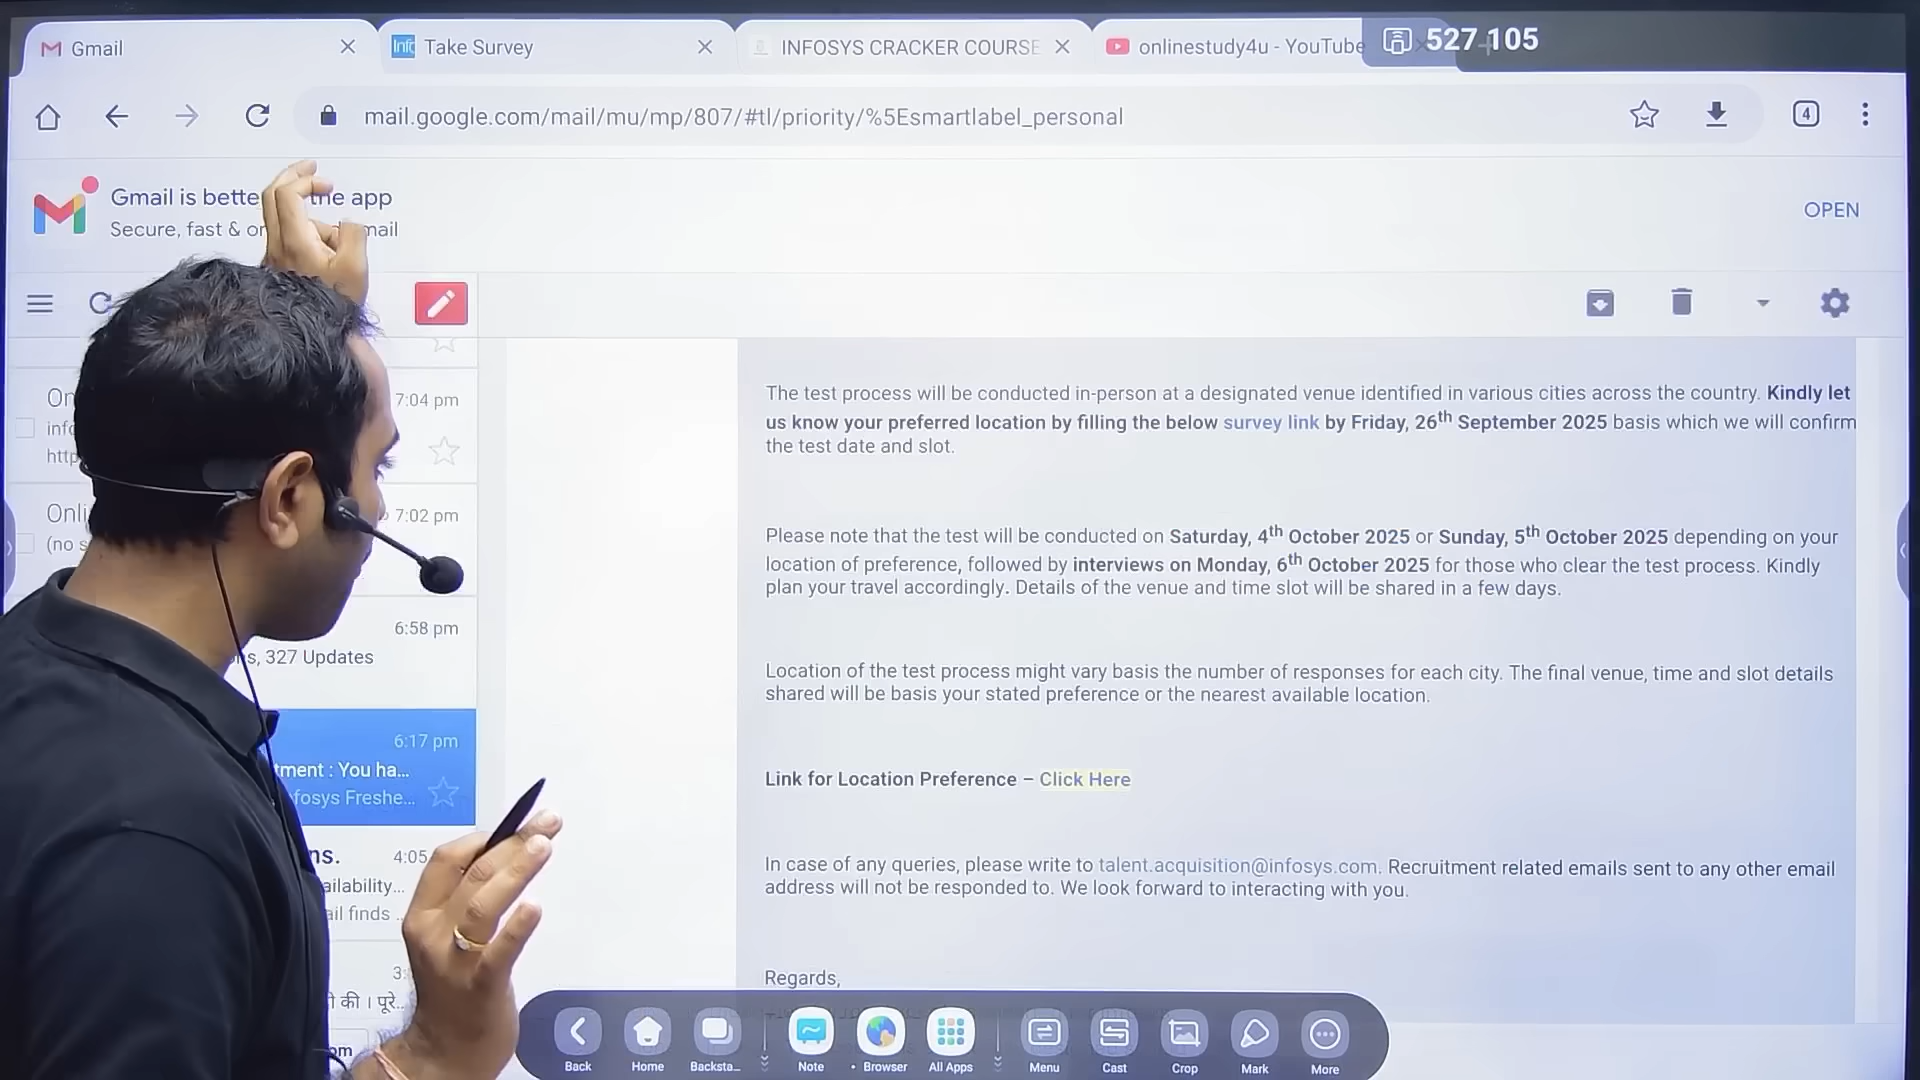 Gmail
Take Survey
INFOSYS CRACKER COURSE
onlinestudy4u - YouTube
527 105
mail.google.com/mail/mu/mp/807/#tl/priority/%5Esmartlabel_personal
4
Gmail is the app
Secure, fast &
OPEN
7:04 pm
7:02 pm
(no
6:58 pm
327 Updates
6:17 pm
: You ha...
Freshe...
4:05
finds
की । पूरे..
The test process will be conducted in-person at a designated venue identified in various cities across the country. Kindly let
us know your preferred location by filling the below survey link by Friday, 26th September 2025 basis which we will confirm
the test date and slot.
Please note that the test will be conducted on Saturday, 4th October 2025 or Sunday, 5th October 2025 depending on your
location of preference, followed by interviews on Monday, 6th October 2025 for those who clear the test process. Kindly
plan your travel accordingly. Details of the venue and time slot will be shared in a few days.
Location of the test process might vary basis the number of responses for each city. The final venue, time and slot details
shared will be basis your stated preference or the nearest available location.
Link for Location Preference – Click Here
In case of any queries, please write to talent.acquisition@infosys.com. Recruitment related emails sent to any other email
address will not be responded to. We look forward to interacting with you.
Regards,
Back
Home
Backsta...
Note
Browser
All Apps
Menu
Cast
Crop
Mark
More